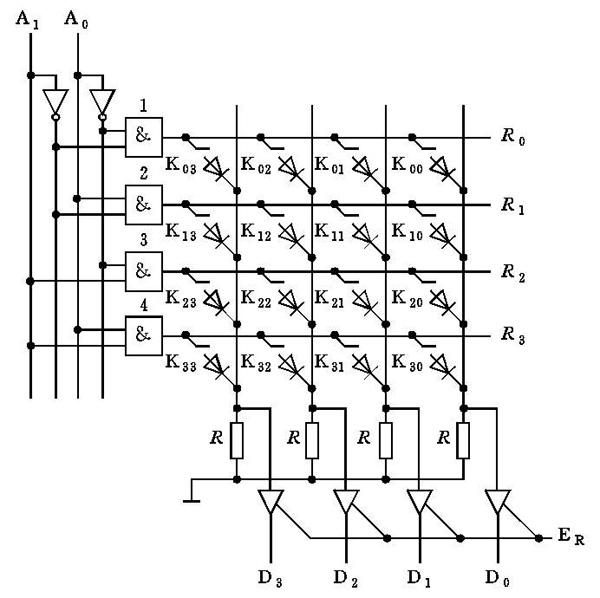 A1 A0
1
& R0
K03 K02 K01 K00
2
& R1
K13 K12 K11 K10
3
& R2
K23 K22 K21 K20
4
& R3
K33 K32 K31 K30
R R R R
ER
D3 D2 D1 D0